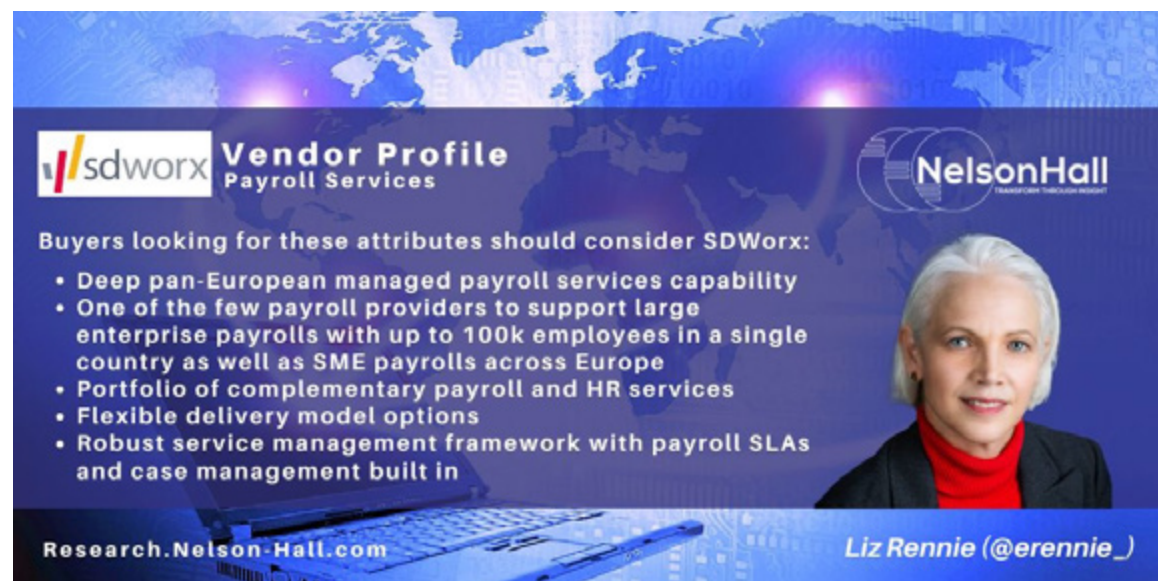 sdworx
Vendor Profile
Payroll Services
NelsonHall
TRANSFORM THROUGH INSIGHT
Buyers looking for these attributes should consider SDWorx:
• Deep pan-European managed payroll services capability
• One of the few payroll providers to support large
enterprise payrolls with up to 100k employees in a single
country as well as SME payrolls across Europe
• Portfolio of complementary payroll and HR services
• Flexible delivery model options
• Robust service management framework with payroll SLAs
and case management built in
Research.Nelson-Hall.com
Liz Rennie (@erennie_)